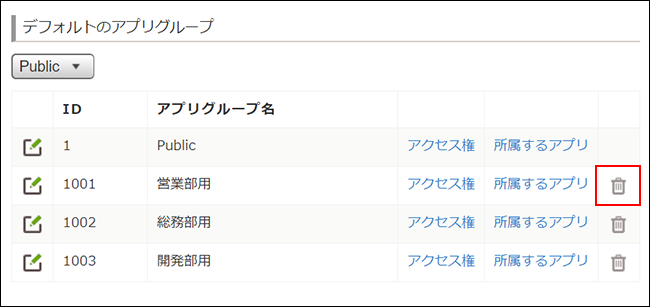 デフォルトのアプリグループ
Public ▼
ID アプリグループ名
1 Public アクセス権 所属するアプリ
1001 営業部用 アクセス権 所属するアプリ
1002 総務部用 アクセス権 所属するアプリ
1003 開発部用 アクセス権 所属するアプリ